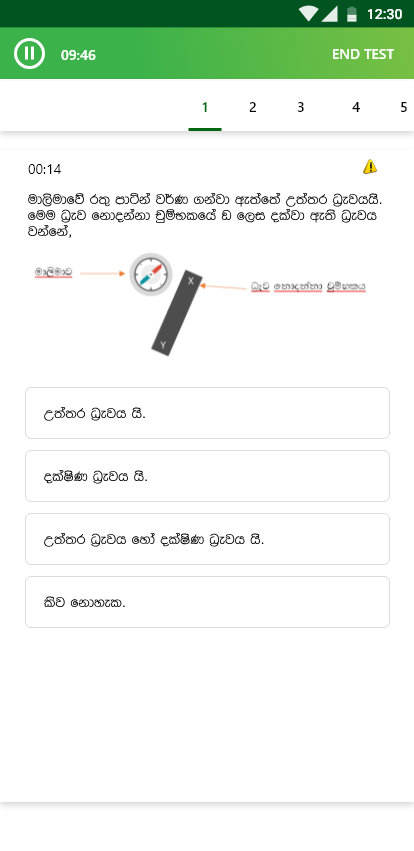 12:30
09:46 END TEST
1 2 3 4 5
00:14
මාලිමාවේ රතු පාටින් වර්ණ ගන්වා ඇත්තේ උත්තර ධ්‍රැවයයි.
මෙම ධ්‍රැව නොදන්නා චුම්භකයේ ඩ ලෙස දක්වා ඇති ධ්‍රැවය
වන්නේ,
මාලිමාව
X
ධ්‍රැව නොදන්නා චුම්භකය
Y
උත්තර ධ්‍රැවය යි.
දක්ෂිණ ධ්‍රැවය යි.
උත්තර ධ්‍රැවය හෝ දක්ෂිණ ධ්‍රැවය යි.
කිව නොහැක.